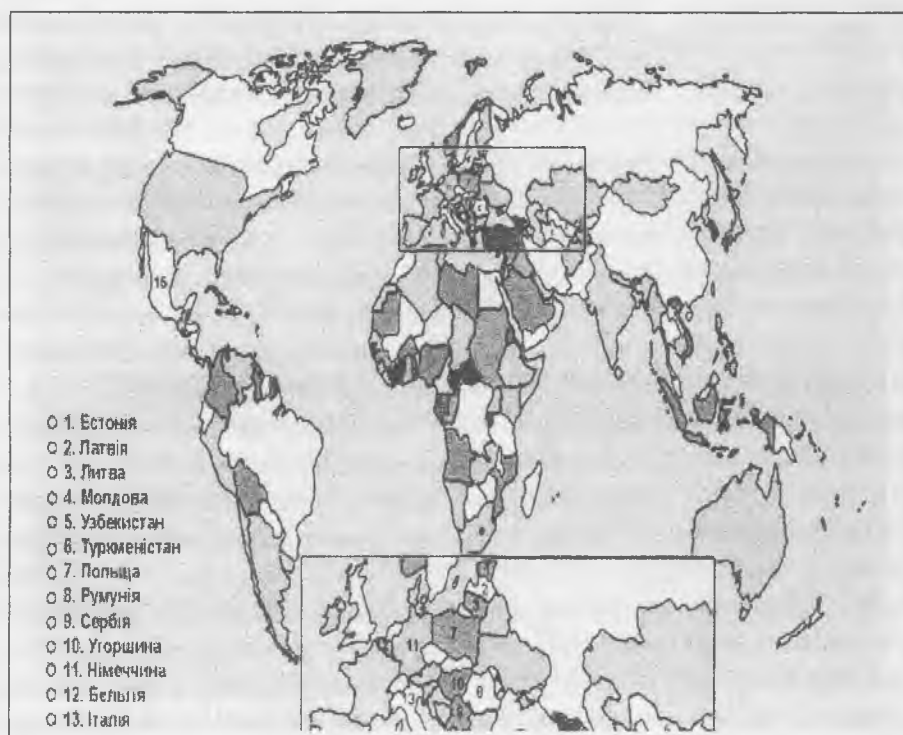 15
1. Естонія
2. Латвія
3. Литва
4. Молдова
5. Узбекистан
6. Туркменістан
7. Польща
8. Румунія
9. Сербія
10. Угорщина
11. Німеччина
12. Бельгія
13. Італія
7
11
10
8
13